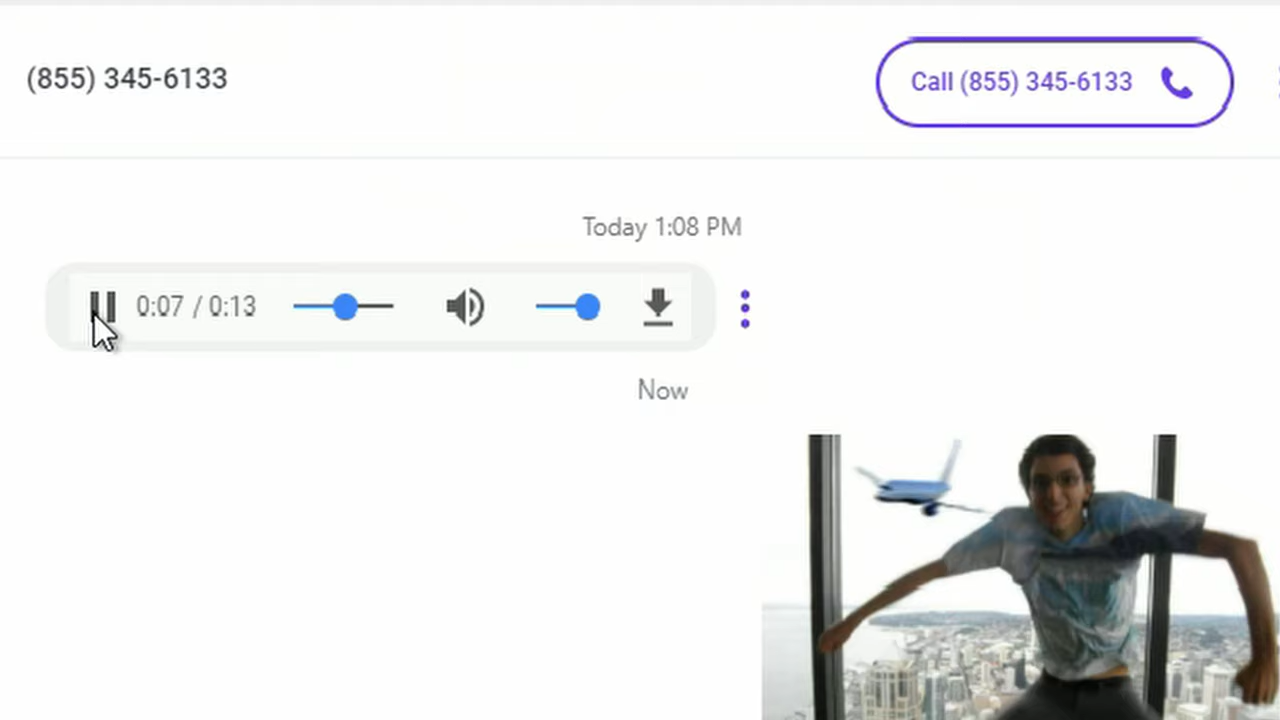 (855) 345-6133
Call (855) 345-6133
Today 1:08 PM
0:07 / 0:13
Now